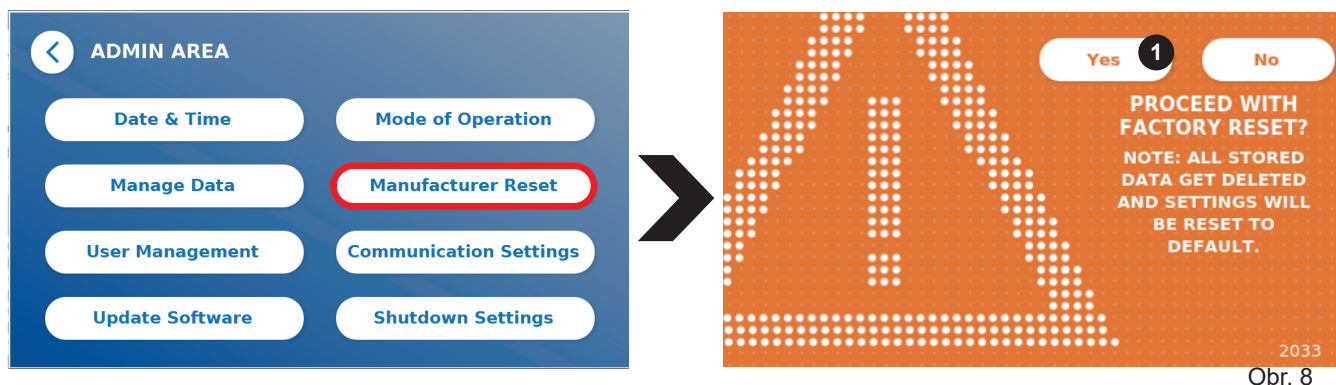 ADMIN AREA
Date & Time
Mode of Operation
Manage Data
Manufacturer Reset
User Management
Communication Settings
Update Software
Shutdown Settings
Yes
1
No
PROCEED WITH
FACTORY RESET?
NOTE: ALL STORED
DATA GET DELETED
AND SETTINGS WILL
BE RESET TO
DEFAULT.
2033
Obr. 8